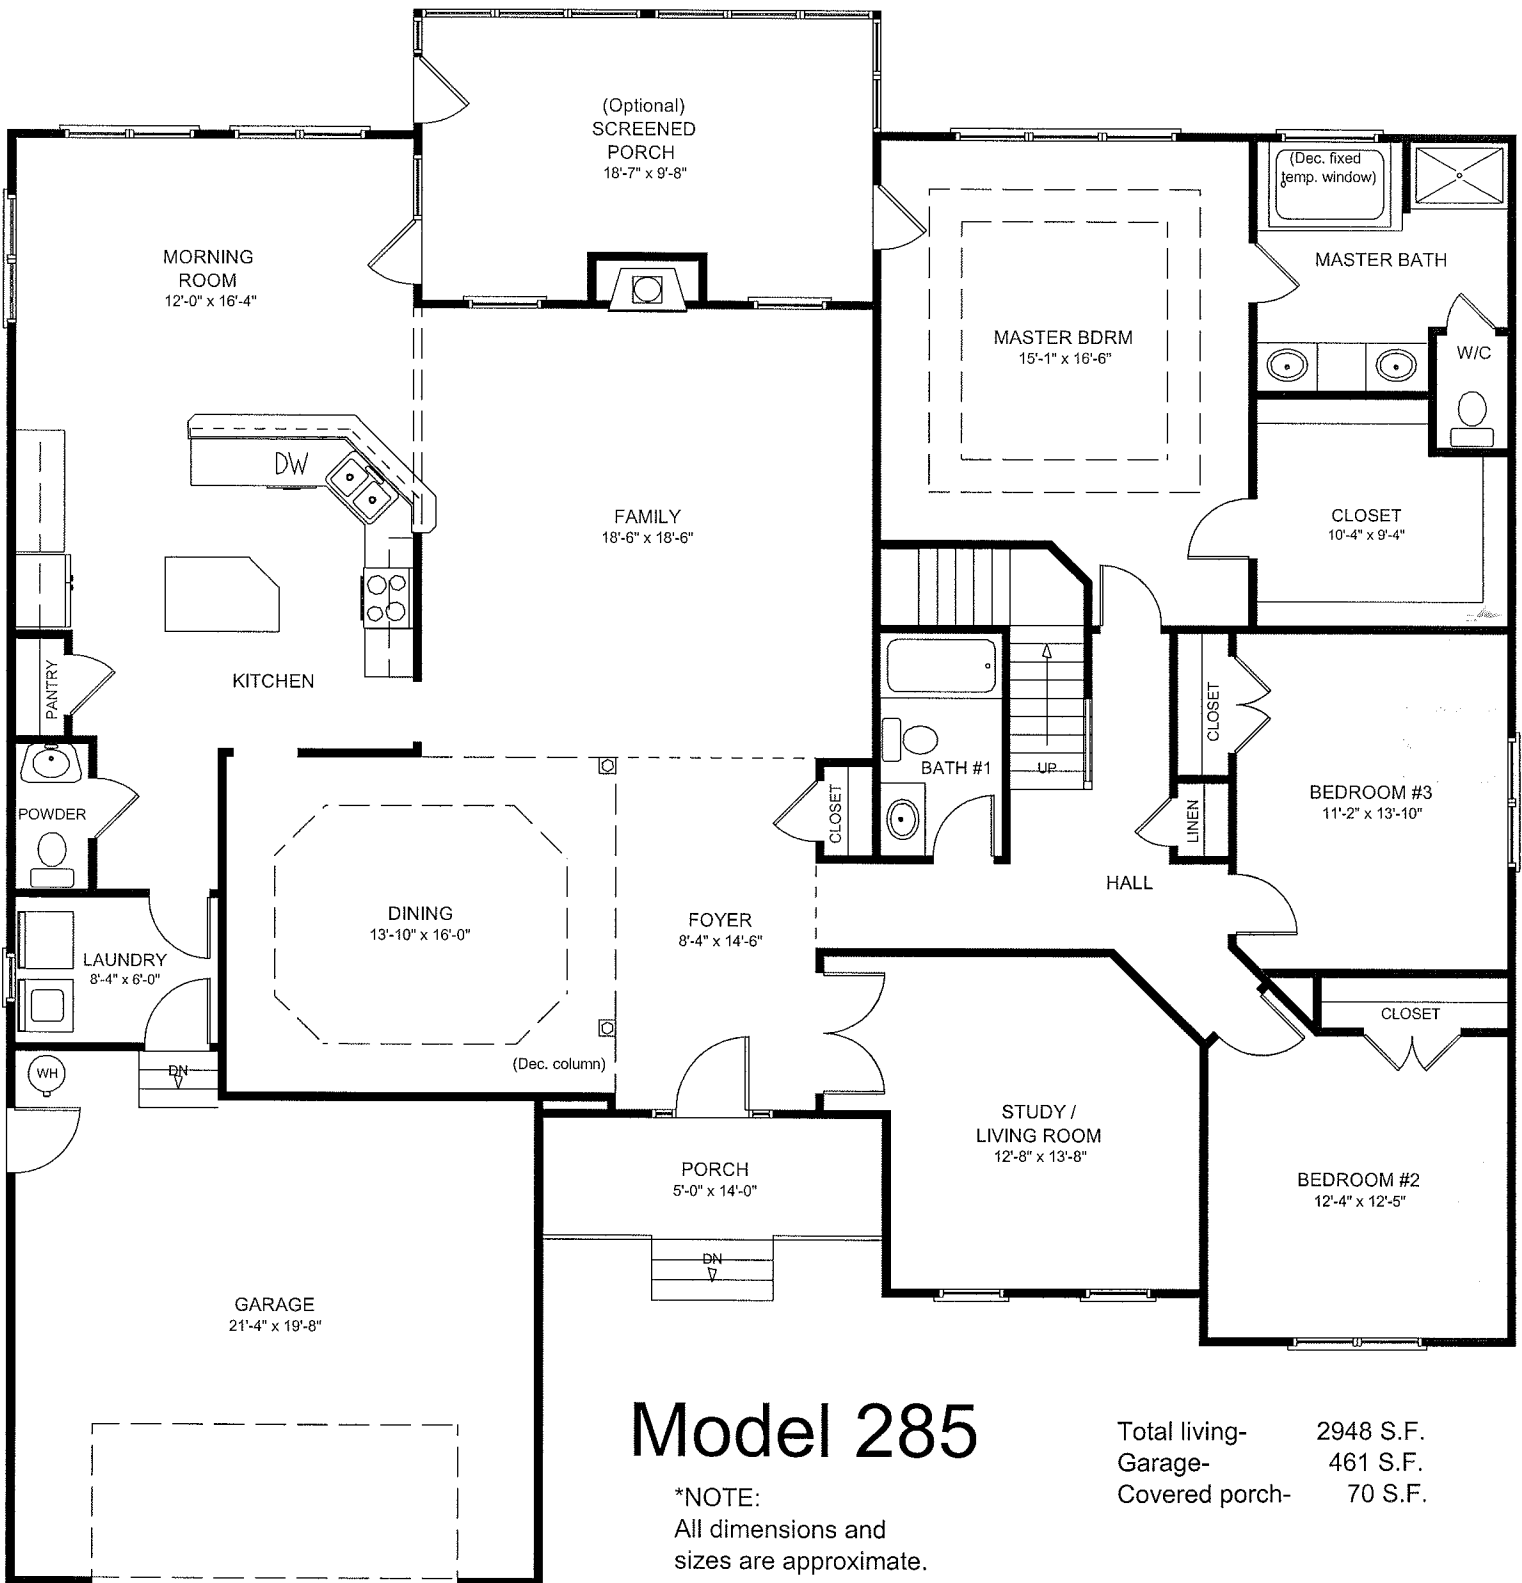 (Optional)
SCREENED
PORCH
18'-7" x 9'-8"
(Dec. fixed
temp. window)
MORNING
ROOM
12'-0" x 16'-4"
MASTER BATH
MASTER BDRM
15'-1" x 16'-6"
W/C
DW
FAMILY
18'-6" x 18'-6"
CLOSET
10'-4" x 9'-4"
KITCHEN
PANTRY
CLOSET
BATH #1
UP
BEDROOM #3
11'-2" x 13'-10"
POWDER
CLOSET
LINEN
HALL
DINING
13'-10" x 16'-0"
FOYER
8'-4" x 14'-6"
LAUNDRY
8'-4" x 6'-0"
CLOSET
WH
DN
(Dec. column)
STUDY /
LIVING ROOM
12'-8" x 13'-8"
PORCH
5'-0" x 14'-0"
BEDROOM #2
12'-4" x 12'-5"
DN
GARAGE
21'-4" x 19'-8"
Model 285
*NOTE:
All dimensions and
sizes are approximate.
Total living- 2948 S.F.
Garage- 461 S.F.
Covered porch- 70 S.F.